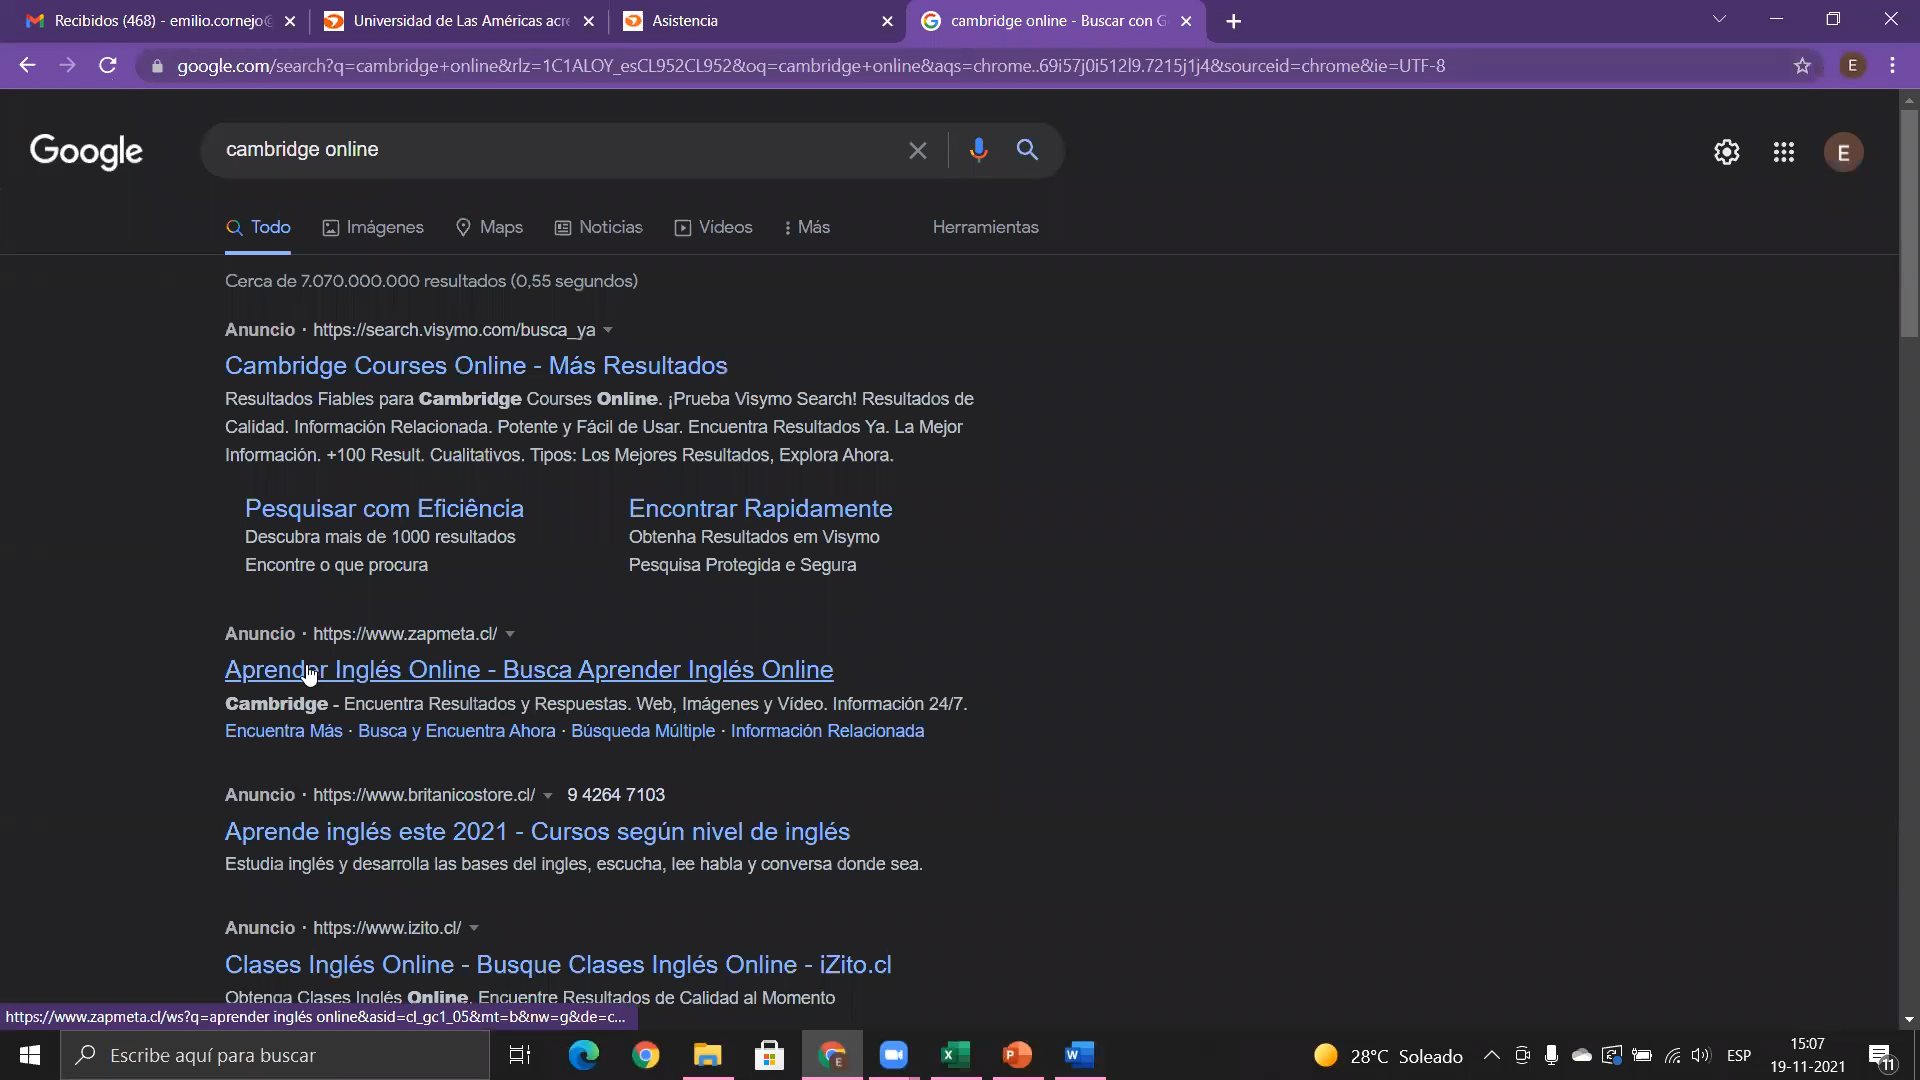 Recibidos (468) - emilio.cornejo@
Universidad de Las Américas acre
Asistencia
cambridge online - Buscar con G
google.com/search?q=cambridge+online&rlz=1C1ALOY_esCL952CL952&oq=cambridge+online&aqs=chrome..69i57j0i512l9.7215j1j4&sourceid=chrome&ie=UTF-8
E
Google
cambridge online
E
Todo
Imágenes
Maps
Noticias
Vídeos
Más
Herramientas
Cerca de 7.070.000.000 resultados (0,55 segundos)
Anuncio · https://search.visymo.com/busca_ya
Cambridge Courses Online - Más Resultados
Resultados Fiables para Cambridge Courses Online. ¡Prueba Visymo Search! Resultados de
Calidad. Información Relacionada. Potente y Fácil de Usar. Encuentra Resultados Ya. La Mejor
Información. +100 Result. Cualitativos. Tipos: Los Mejores Resultados, Explora Ahora.
Pesquisar com Eficiência
Descubra mais de 1000 resultados
Encontre o que procura
Encontrar Rapidamente
Obtenha Resultados em Visymo
Pesquisa Protegida e Segura
Anuncio · https://www.zapmeta.cl/
Aprender Inglés Online - Busca Aprender Inglés Online
Cambridge - Encuentra Resultados y Respuestas. Web, Imágenes y Vídeo. Información 24/7.
Encuentra Más · Busca y Encuentra Ahora · Búsqueda Múltiple · Información Relacionada
Anuncio · https://www.britanicostore.cl/ 9 4264 7103
Aprende inglés este 2021 - Cursos según nivel de inglés
Estudia inglés y desarrolla las bases del ingles, escucha, lee habla y conversa donde sea.
Anuncio · https://www.izito.cl/
Clases Inglés Online - Busque Clases Inglés Online - iZito.cl
Obtenga Clases Inglés Online. Encuentre Resultados de Calidad al Momento
https://www.zapmeta.cl/ws?q=aprender inglés online&asid=cl_gc1_05&mt=b&nw=g&de=c...
Escribe aquí para buscar
28°C Soleado
ESP
15:07
19-11-2021
11